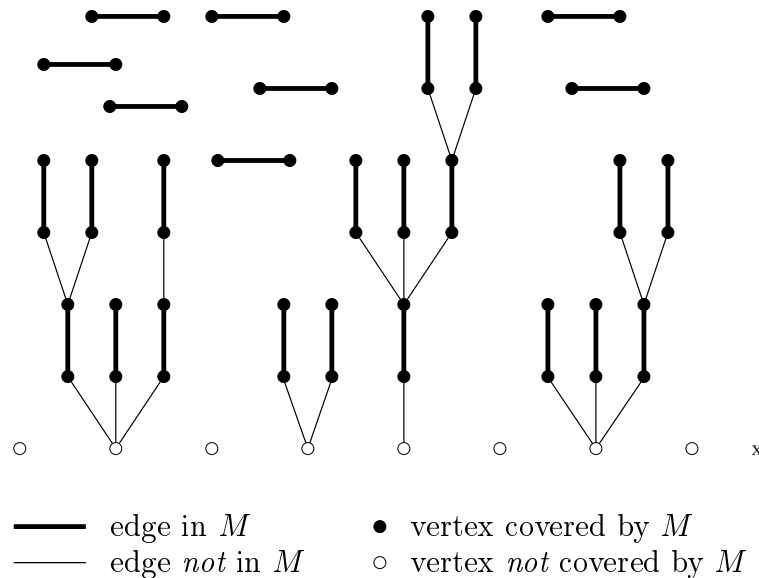 x
edge in M
vertex covered by M
edge not in M
vertex not covered by M